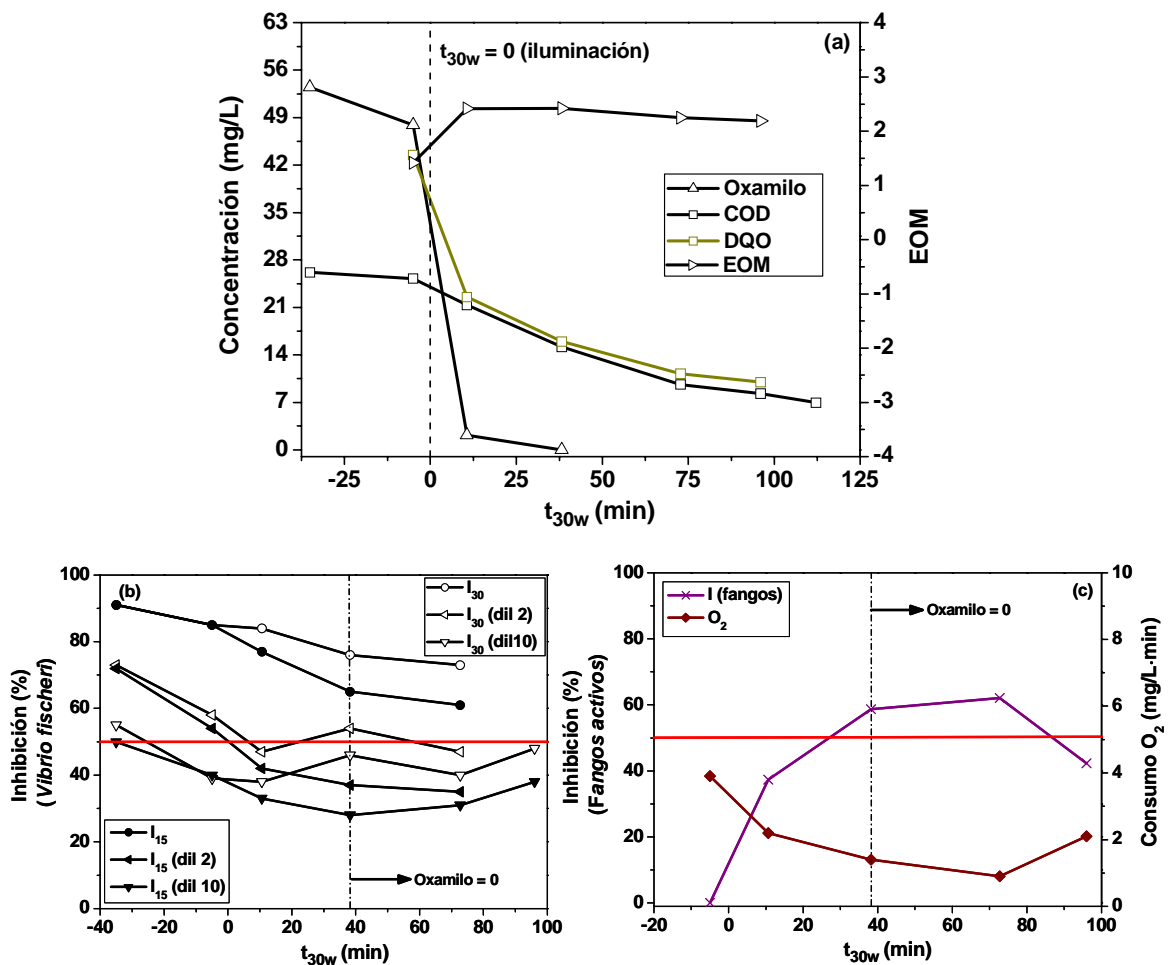 (a)
t30w = 0 (iluminación)
Concentración (mg/L)
63
56
49
42
35
28
21
14
7
0
Oxamilo
COD
DQO
EOM
4
3
2
1
0
-1
-2
-3
-4
EOM
-25 0 25 50 75 100 125
t30w (min)
(b)
Inhibición (%)
(Vibrio fischeri)
100
80
60
40
20
0
I30
I30 (dil 2)
I30 (dil10)
I15
I15 (dil 2)
I15 (dil 10)
Oxamilo = 0
-40 -20 0 20 40 60 80 100
t30w (min)
(c)
Inhibición (%)
(Fangos activos)
100
80
60
40
20
0
I (fangos)
O2
Oxamilo = 0
10
8
6
4
2
0
Consumo O2 (mg/L·min)
-20 0 20 40 60 80 100
t30w (min)